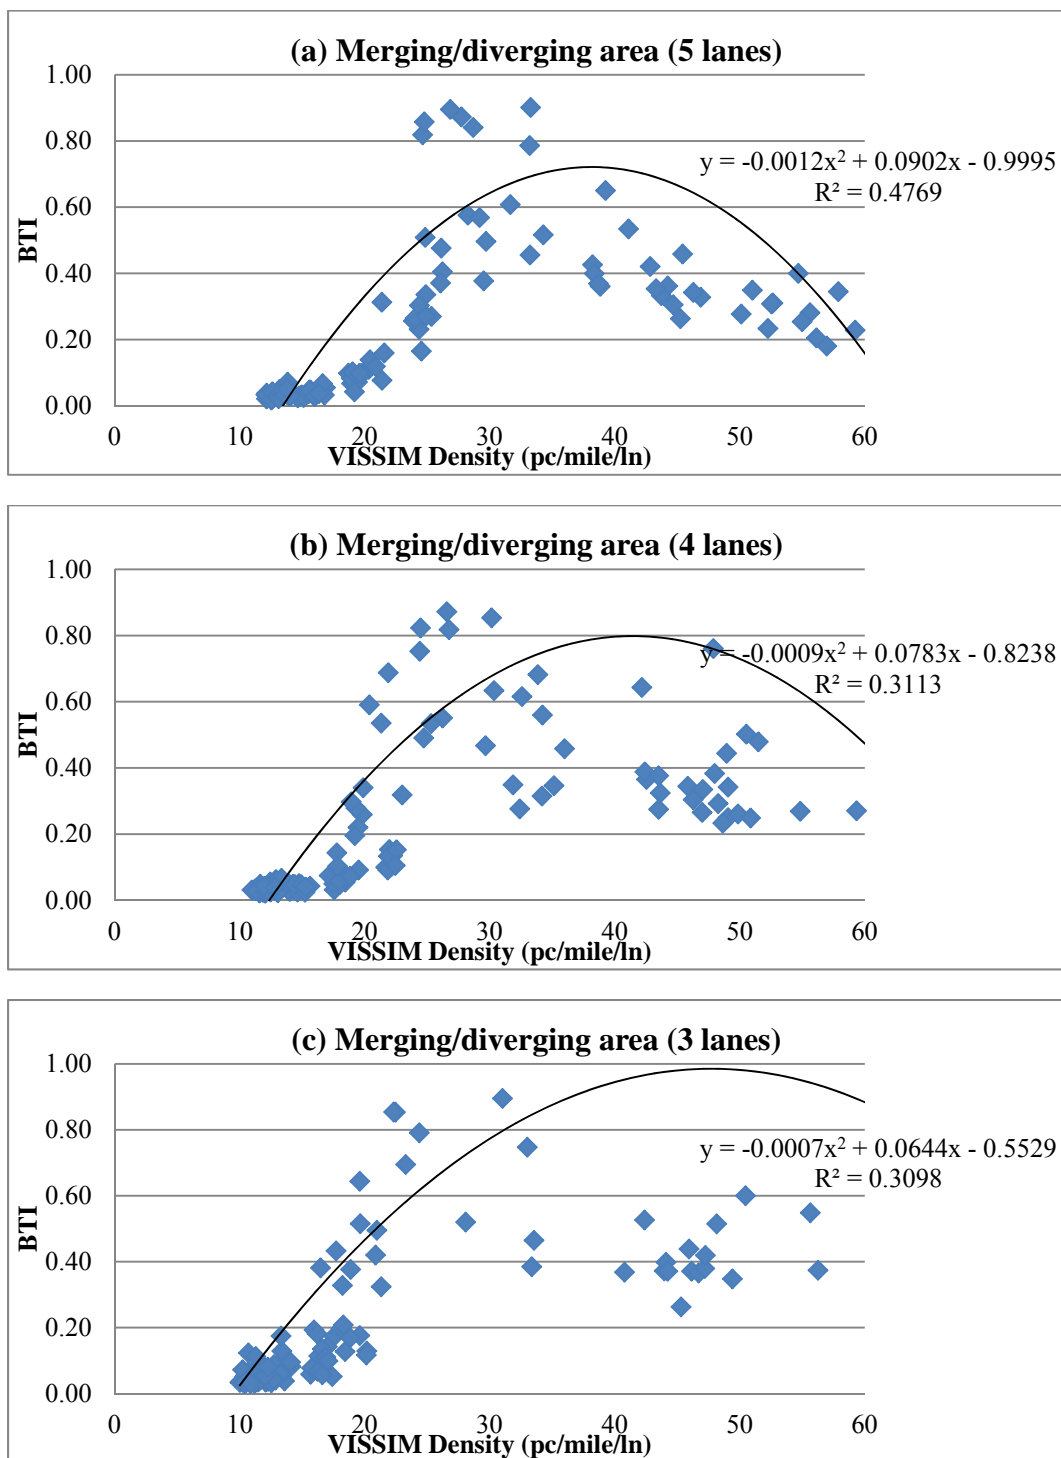 (a) Merging/diverging area (5 lanes)
1.00
0.80
0.60
0.40
0.20
0.00
BTI
y = -0.0012x² + 0.0902x - 0.9995
R² = 0.4769
0 10 20 30 40 50 60
VISSIM Density (pc/mile/ln)
(b) Merging/diverging area (4 lanes)
1.00
0.80
0.60
0.40
0.20
0.00
BTI
y = -0.0009x² + 0.0783x - 0.8238
R² = 0.3113
0 10 20 30 40 50 60
VISSIM Density (pc/mile/ln)
(c) Merging/diverging area (3 lanes)
1.00
0.80
0.60
0.40
0.20
0.00
BTI
y = -0.0007x² + 0.0644x - 0.5529
R² = 0.3098
0 10 20 30 40 50 60
VISSIM Density (pc/mile/ln)